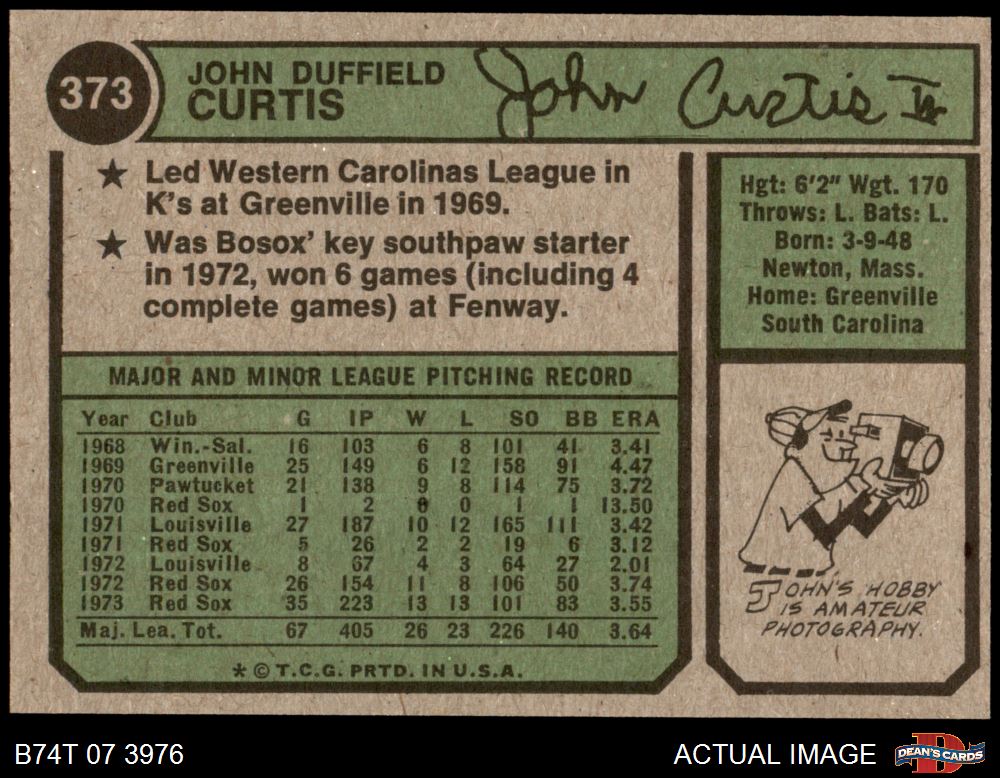 373
JOHN DUFFIELD
CURTIS
John Curtis II
★ Led Western Carolinas League in
K's at Greenville in 1969.
★ Was Bosox' key southpaw starter
in 1972, won 6 games (including 4
complete games) at Fenway.
Hgt: 6'2" Wgt. 170
Throws: L. Bats: L.
Born: 3-9-48
Newton, Mass.
Home: Greenville
South Carolina
MAJOR AND MINOR LEAGUE PITCHING RECORD
Year Club G IP W L SO BB ERA
1968 Win.-Sal. 16 103 6 8 101 41 3.41
1969 Greenville 25 149 6 12 158 91 4.47
1970 Pawtucket 21 138 9 8 114 75 3.72
1970 Red Sox 1 2 0 0 1 1 13.50
1971 Louisville 27 187 10 12 165 111 3.42
1971 Red Sox 5 26 2 2 19 6 3.12
1972 Louisville 8 67 4 3 64 27 2.01
1972 Red Sox 26 154 11 8 106 50 3.74
1973 Red Sox 35 223 13 13 101 83 3.55
Maj. Lea. Tot. 67 405 26 23 226 140 3.64
* © T.C.G. PRTD. IN U.S.A.
JOHN'S HOBBY
IS AMATEUR
PHOTOGRAPHY.
B74T 07 3976
ACTUAL IMAGE
DEAN'S CARDS